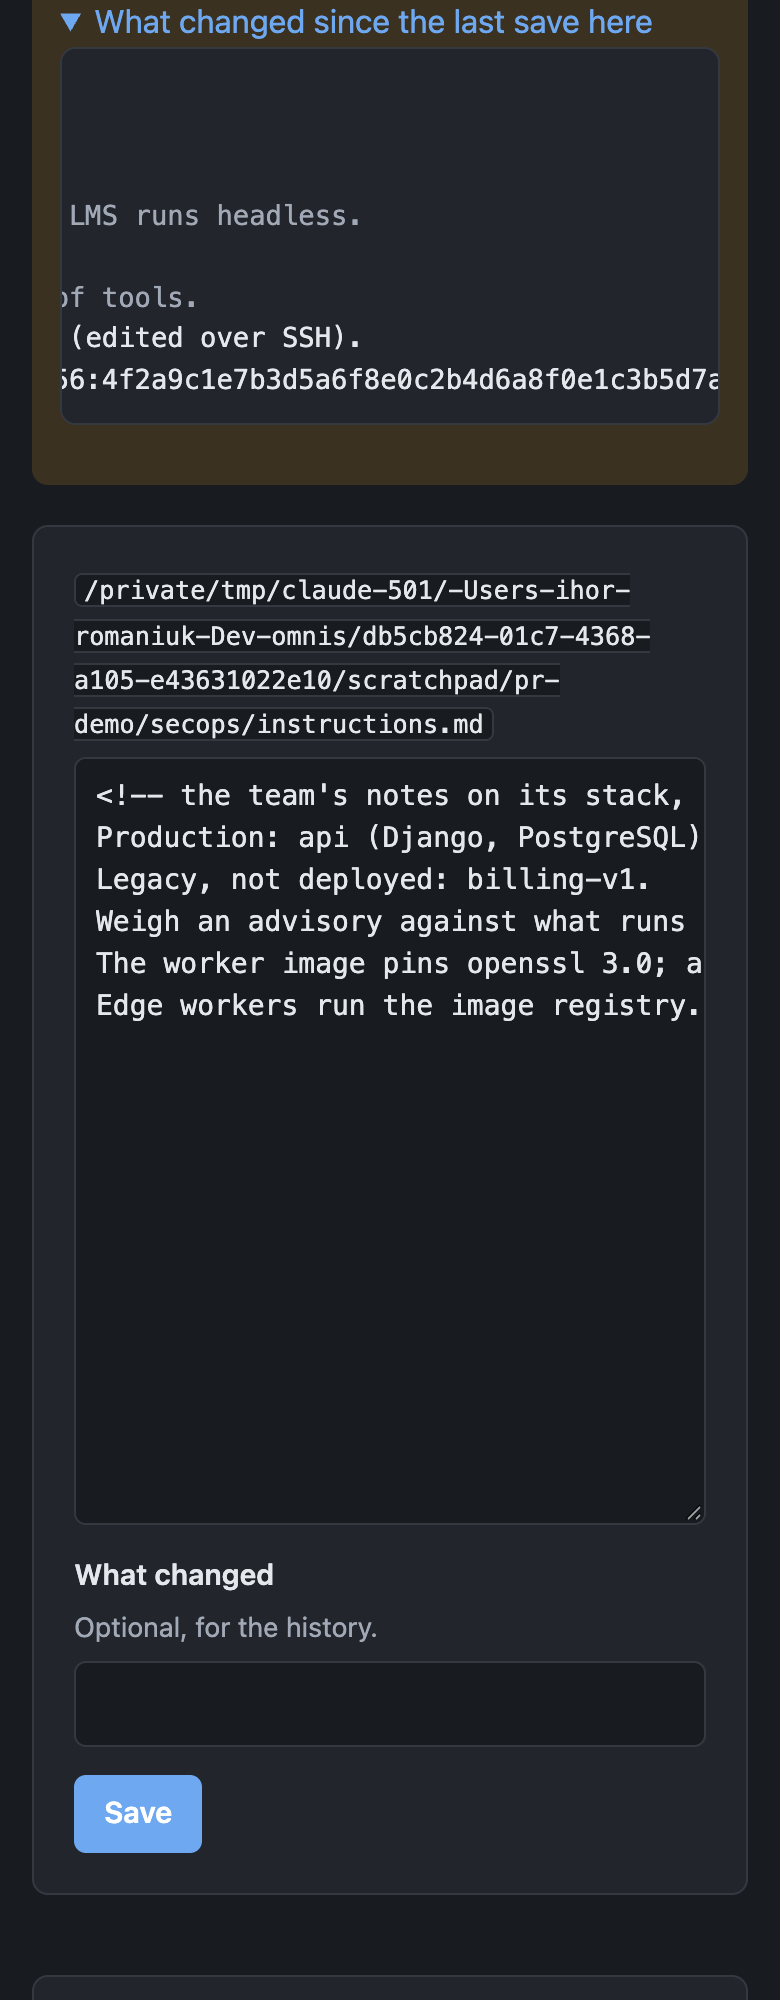 ▼ What changed since the last save here
LMS runs headless.
of tools.
(edited over SSH).
56:4f2a9c1e7b3d5a6f8e0c2b4d6a8f0e1c3b5d7a
/private/tmp/claude-501/-Users-ihor-
romaniuk-Dev-omnis/db5cb824-01c7-4368-
a105-e43631022e10/scratchpad/pr-
demo/secops/instructions.md
<!-- the team's notes on its stack,
Production: api (Django, PostgreSQL)
Legacy, not deployed: billing-v1.
Weigh an advisory against what runs
The worker image pins openssl 3.0; a
Edge workers run the image registry.
What changed
Optional, for the history.
Save